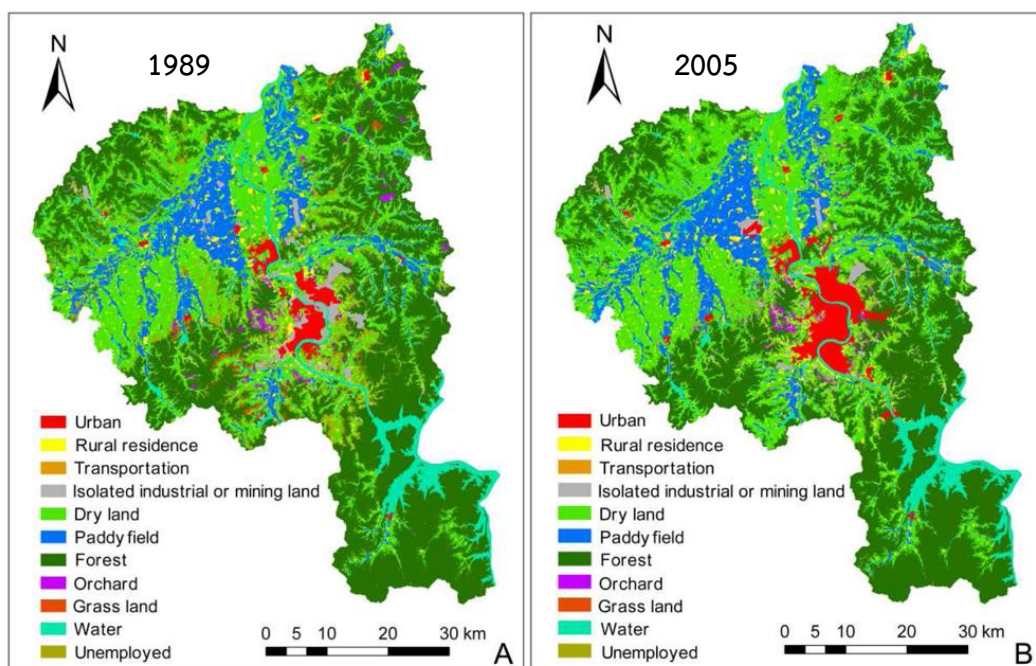 N
1989
Urban
Rural residence
Transportation
Isolated industrial or mining land
Dry land
Paddy field
Forest
Orchard
Grass land
Water
Unemployed
0 5 10 20 30 km
A
N
2005
Urban
Rural residence
Transportation
Isolated industrial or mining land
Dry land
Paddy field
Forest
Orchard
Grass land
Water
Unemployed
0 5 10 20 30 km
B